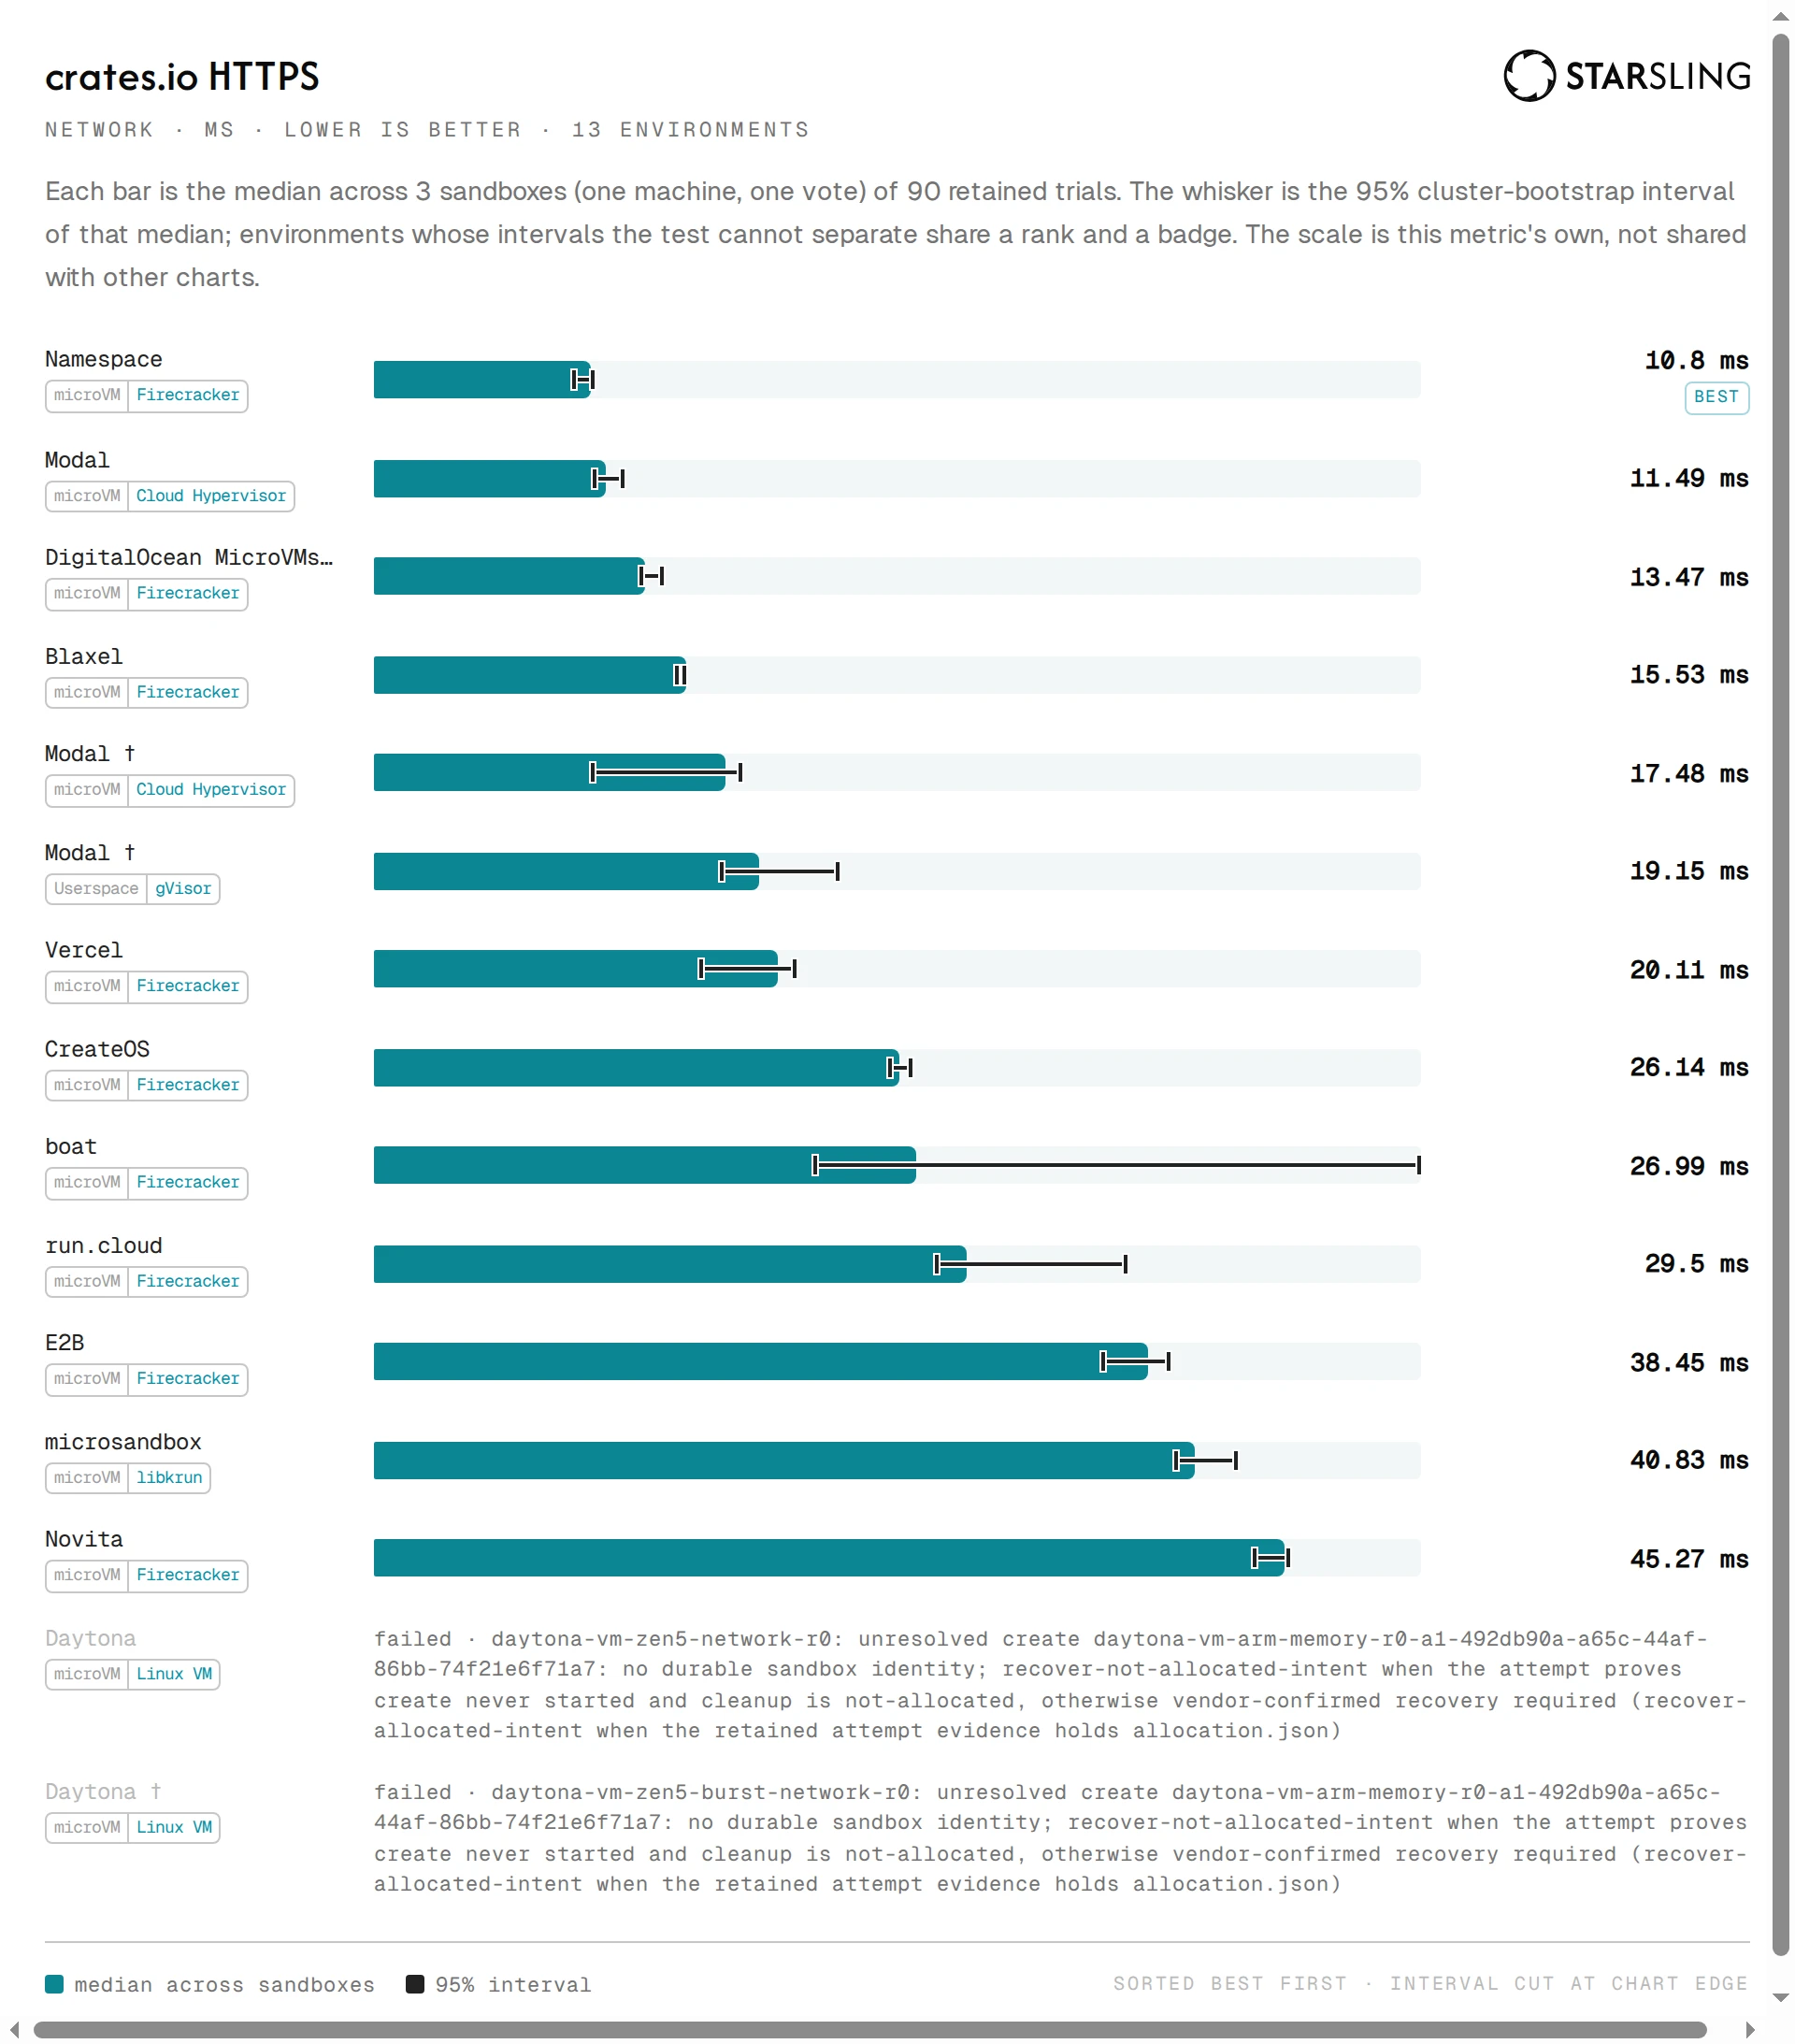 crates.io HTTPS
STARSLING
NETWORK · MS · LOWER IS BETTER · 13 ENVIRONMENTS
Each bar is the median across 3 sandboxes (one machine, one vote) of 90 retained trials. The whisker is the 95% cluster-bootstrap interval
of that median; environments whose intervals the test cannot separate share a rank and a badge. The scale is this metric's own, not shared
with other charts.
Namespace
microVM Firecracker
10.8 ms
BEST
Modal
microVM Cloud Hypervisor
11.49 ms
DigitalOcean MicroVMs…
microVM Firecracker
13.47 ms
Blaxel
microVM Firecracker
15.53 ms
Modal †
microVM Cloud Hypervisor
17.48 ms
Modal †
Userspace gVisor
19.15 ms
Vercel
microVM Firecracker
20.11 ms
CreateOS
microVM Firecracker
26.14 ms
boat
microVM Firecracker
26.99 ms
run.cloud
microVM Firecracker
29.5 ms
E2B
microVM Firecracker
38.45 ms
microsandbox
microVM libkrun
40.83 ms
Novita
microVM Firecracker
45.27 ms
Daytona
microVM Linux VM
failed · daytona-vm-zen5-network-r0: unresolved create daytona-vm-arm-memory-r0-a1-492db90a-a65c-44af-
86bb-74f21e6f71a7: no durable sandbox identity; recover-not-allocated-intent when the attempt proves
create never started and cleanup is not-allocated, otherwise vendor-confirmed recovery required (recover-
allocated-intent when the retained attempt evidence holds allocation.json)
Daytona †
microVM Linux VM
failed · daytona-vm-zen5-burst-network-r0: unresolved create daytona-vm-arm-memory-r0-a1-492db90a-a65c-
44af-86bb-74f21e6f71a7: no durable sandbox identity; recover-not-allocated-intent when the attempt proves
create never started and cleanup is not-allocated, otherwise vendor-confirmed recovery required (recover-
allocated-intent when the retained attempt evidence holds allocation.json)
median across sandboxes
95% interval
SORTED BEST FIRST · INTERVAL CUT AT CHART EDGE